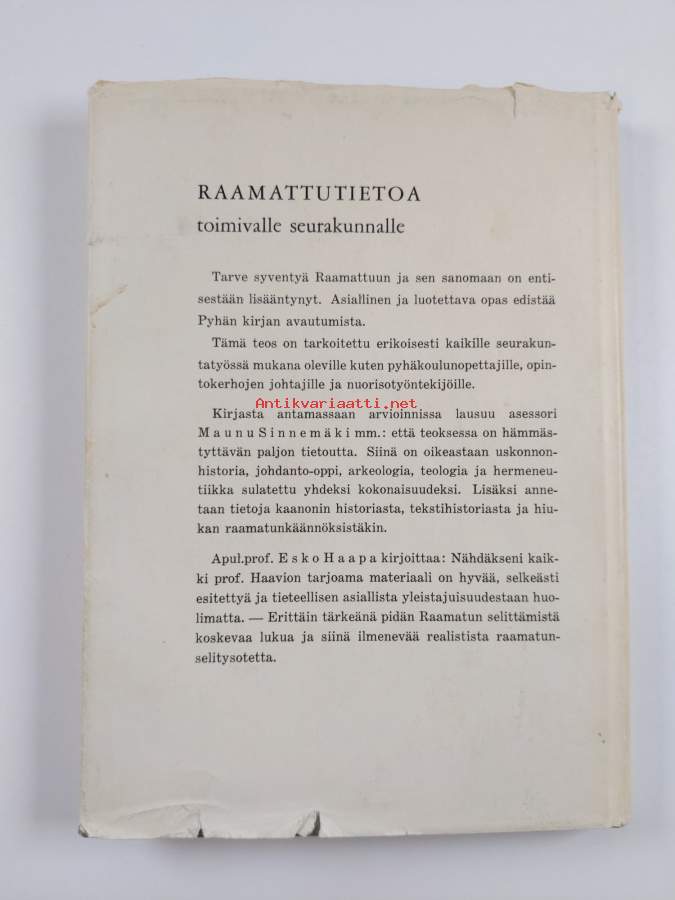 RAAMATTUTIETOA
toimivalle seurakunnalle
Tarve syventyä Raamattuun ja sen sanomaan on enti-
sestään lisääntynyt. Asiallinen ja luotettava opas edistää
Pyhän kirjan avautumista.
Tämä teos on tarkoitettu erikoisesti kaikille seurakun-
tatyössä mukana oleville kuten pyhäkoulunopettajille, opin-
tokerhojen johtajille ja nuorisotyöntekijöille.
Antikvariaatti.net
Kirjasta antamassaan arvioinnissa lausuu asessori
Maunu Sinnemäki mm.: että teoksessa on hämmäs-
tyttävän paljon tietoutta. Siinä on oikeastaan uskonnon-
historia, johdanto-oppi, arkeologia, teologia ja hermeneu-
tiikka sulatettu yhdeksi kokonaisuudeksi. Lisäksi anne-
taan tietoja kaanonin historiasta, tekstihistoriasta ja hiu-
kan raamatunkäännöksistäkin.
Apul.prof. Esko Haapa kirjoittaa: Nähdäkseni kaik-
ki prof. Haavion tarjoama materiaali on hyvää, selkeästi
esitettyä ja tieteellisen asiallista yleistajuisuudestaan huo-
limatta. — Erittäin tärkeänä pidän Raamatun selittämistä
koskevaa lukua ja siinä ilmenevää realistista raamatun-
selitysotetta.